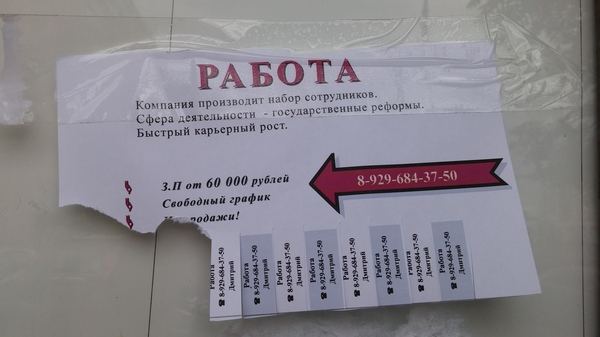 РАБОТА
Компания производит набор сотрудников.
Сфера деятельности - государственные реформы.
Быстрый карьерный рост.
З.П от 60 000 рублей
8-929-684-37-50
Свободный график
продажи!
Работа
☎ 8-929-684-37-50
Дмитрий
Работа
☎ 8-929-684-37-50
Дмитрий
Работа
☎ 8-929-684-37-50
Дмитрий
Работа
☎ 8-929-684-37-50
Дмитрий
Работа
☎ 8-929-684-37-50
Дмитрий
Работа
☎ 8-929-684-37-50
Дмитрий
Работа
☎ 8-929-684-37-50
Дмитрий
Работа
☎ 8-929-684-37-50
Дмитрий